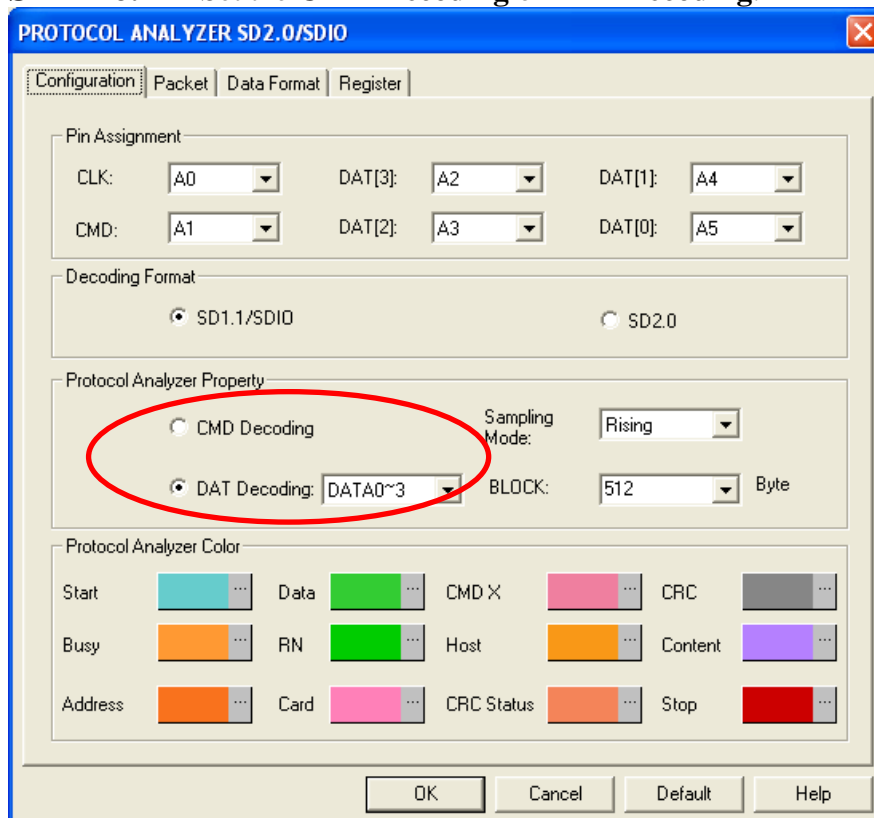 PROTOCOL ANALYZER SD2.0/SDIO
Configuration Packet Data Format Register
Pin Assignment
CLK: A0 DAT[3]: A2 DAT[1]: A4
CMD: A1 DAT[2]: A3 DAT[0]: A5
Decoding Format
SD1.1/SDIO SD2.0
Protocol Analyzer Property
CMD Decoding Sampling Mode: Rising
DAT Decoding: DATA0~3 BLOCK: 512 Byte
Protocol Analyzer Color
Start ... Data ... CMD X ... CRC ...
Busy ... RN ... Host ... Content ...
Address ... Card ... CRC Status ... Stop ...
OK Cancel Default Help